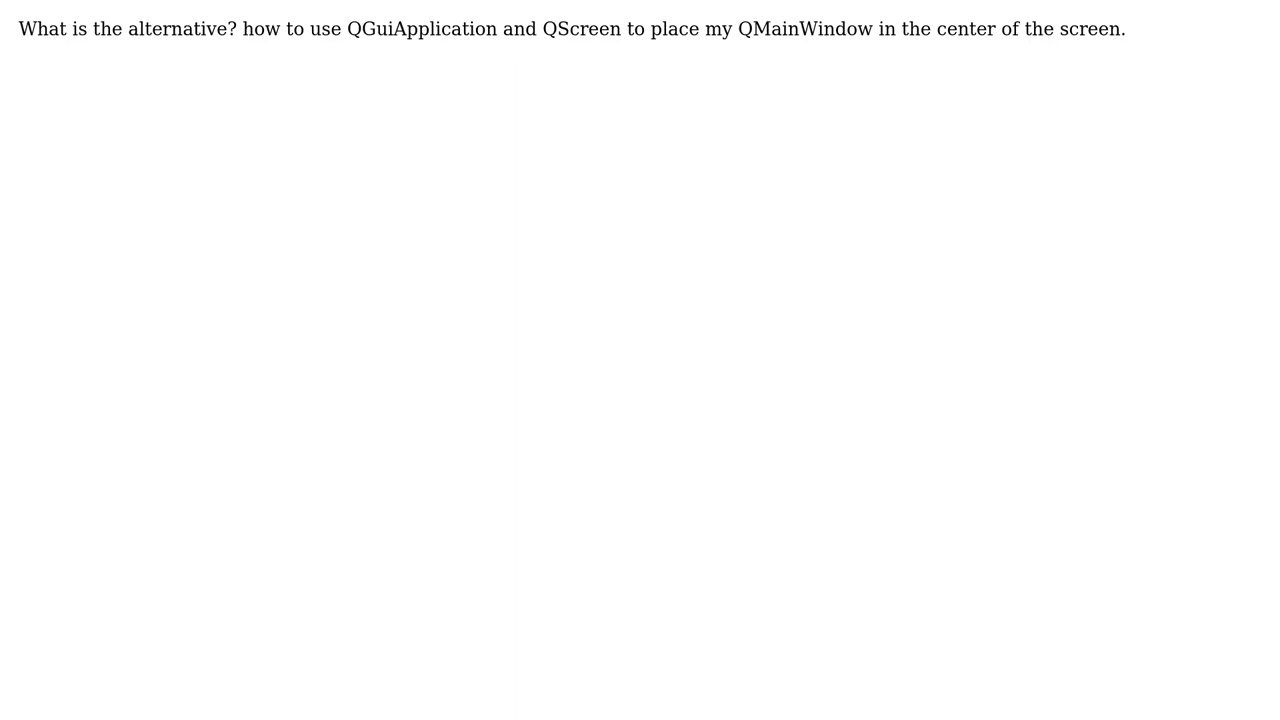 What is the alternative? how to use QGuiApplication and QScreen to place my QMainWindow in the center of the screen.